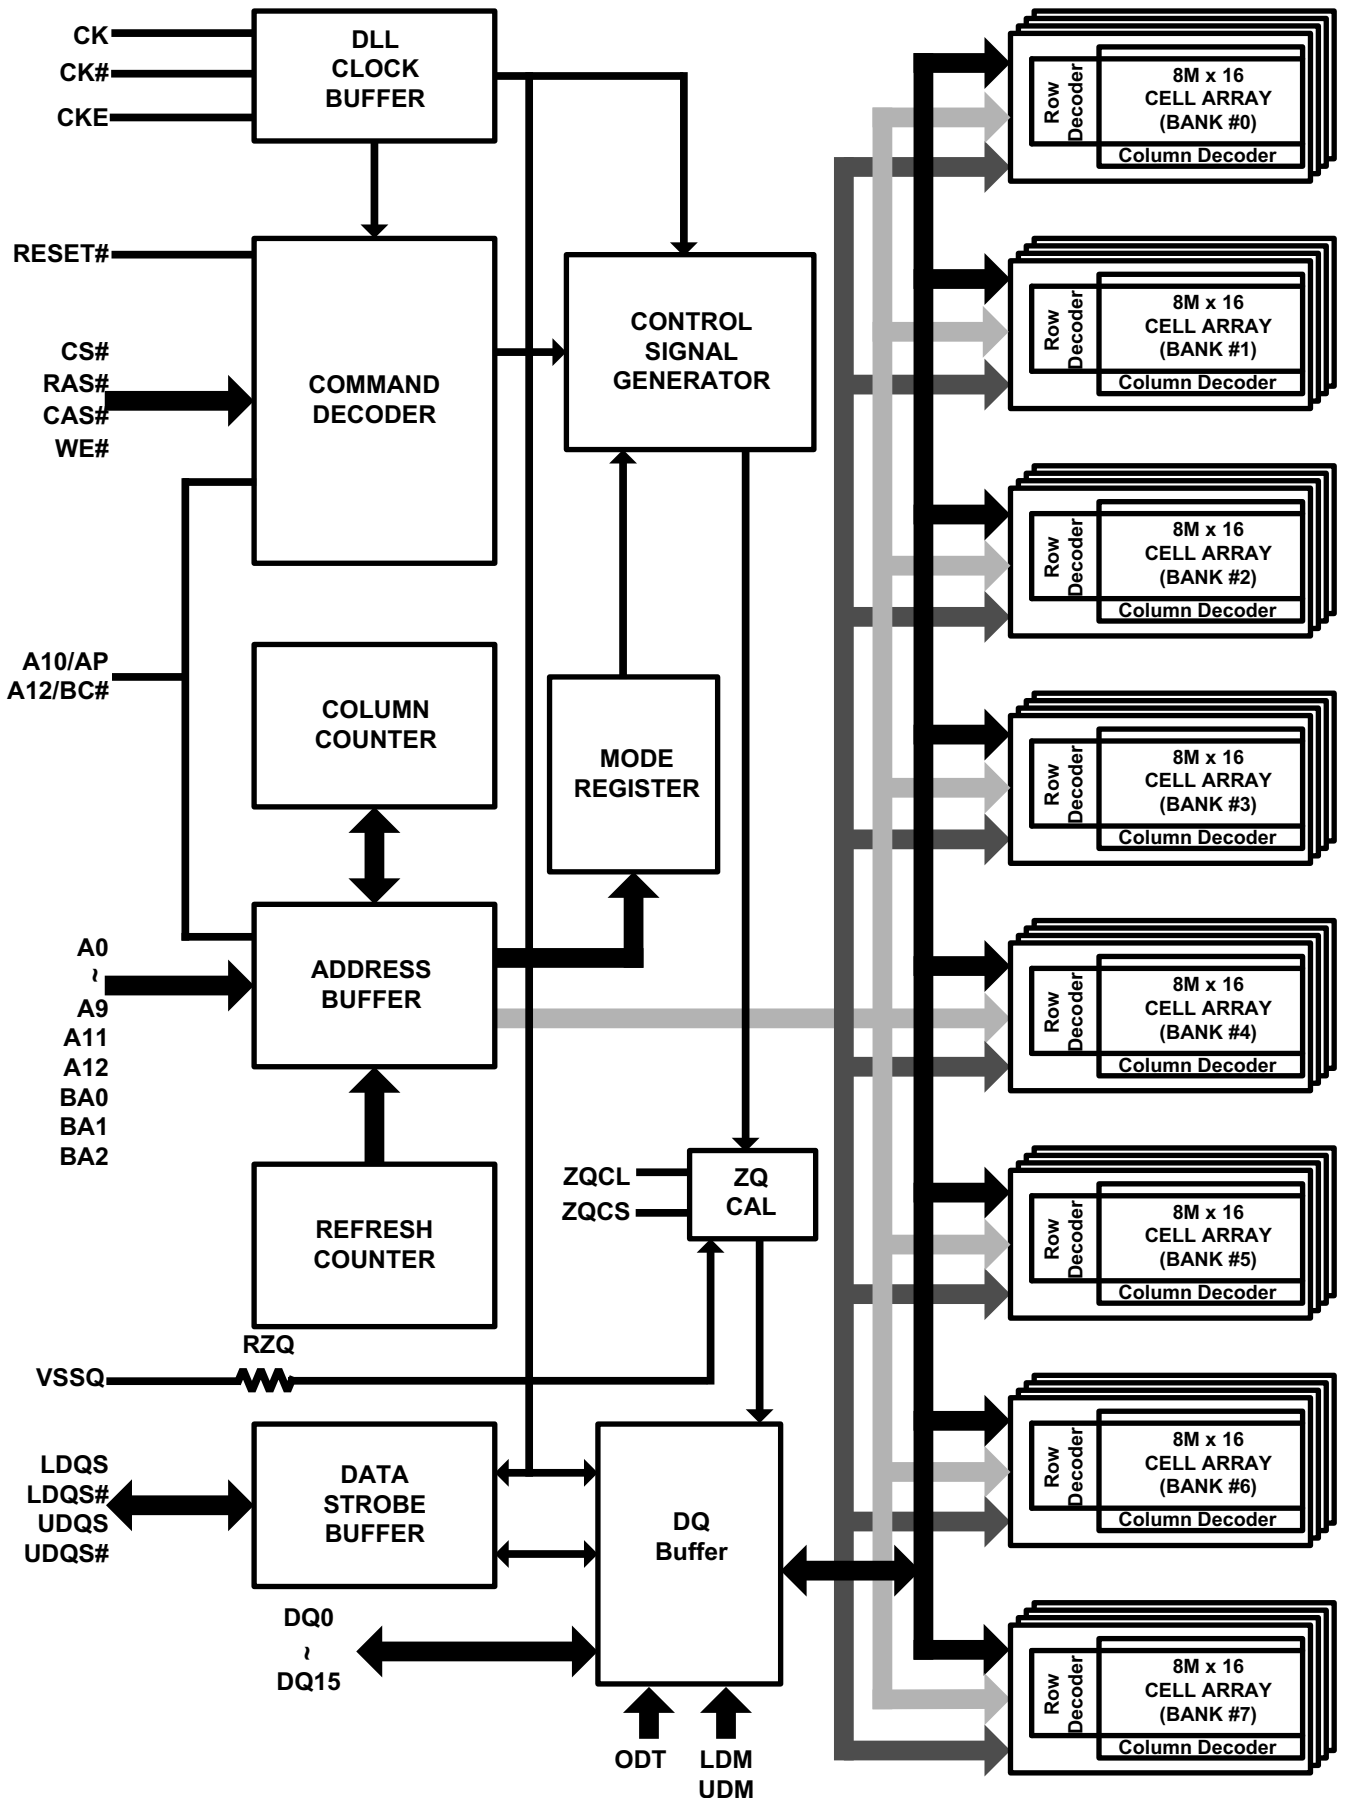 CK
CK#
CKE
DLL
CLOCK
BUFFER
RESET#
CS#
RAS#
CAS#
WE#
COMMAND
DECODER
CONTROL
SIGNAL
GENERATOR
A10/AP
A12/BC#
COLUMN
COUNTER
MODE
REGISTER
A0
~
A9
A11
A12
BA0
BA1
BA2
ADDRESS
BUFFER
REFRESH
COUNTER
ZQCL
ZQCS
ZQ
CAL
RZQ
VSSQ
LDQS
LDQS#
UDQS
UDQS#
DATA
STROBE
BUFFER
DQ
Buffer
DQ0
~
DQ15
ODT
LDM
UDM
Row
Decoder
8M x 16
CELL ARRAY
(BANK #0)
Column Decoder
Row
Decoder
8M x 16
CELL ARRAY
(BANK #1)
Column Decoder
Row
Decoder
8M x 16
CELL ARRAY
(BANK #2)
Column Decoder
Row
Decoder
8M x 16
CELL ARRAY
(BANK #3)
Column Decoder
Row
Decoder
8M x 16
CELL ARRAY
(BANK #4)
Column Decoder
Row
Decoder
8M x 16
CELL ARRAY
(BANK #5)
Column Decoder
Row
Decoder
8M x 16
CELL ARRAY
(BANK #6)
Column Decoder
Row
Decoder
8M x 16
CELL ARRAY
(BANK #7)
Column Decoder